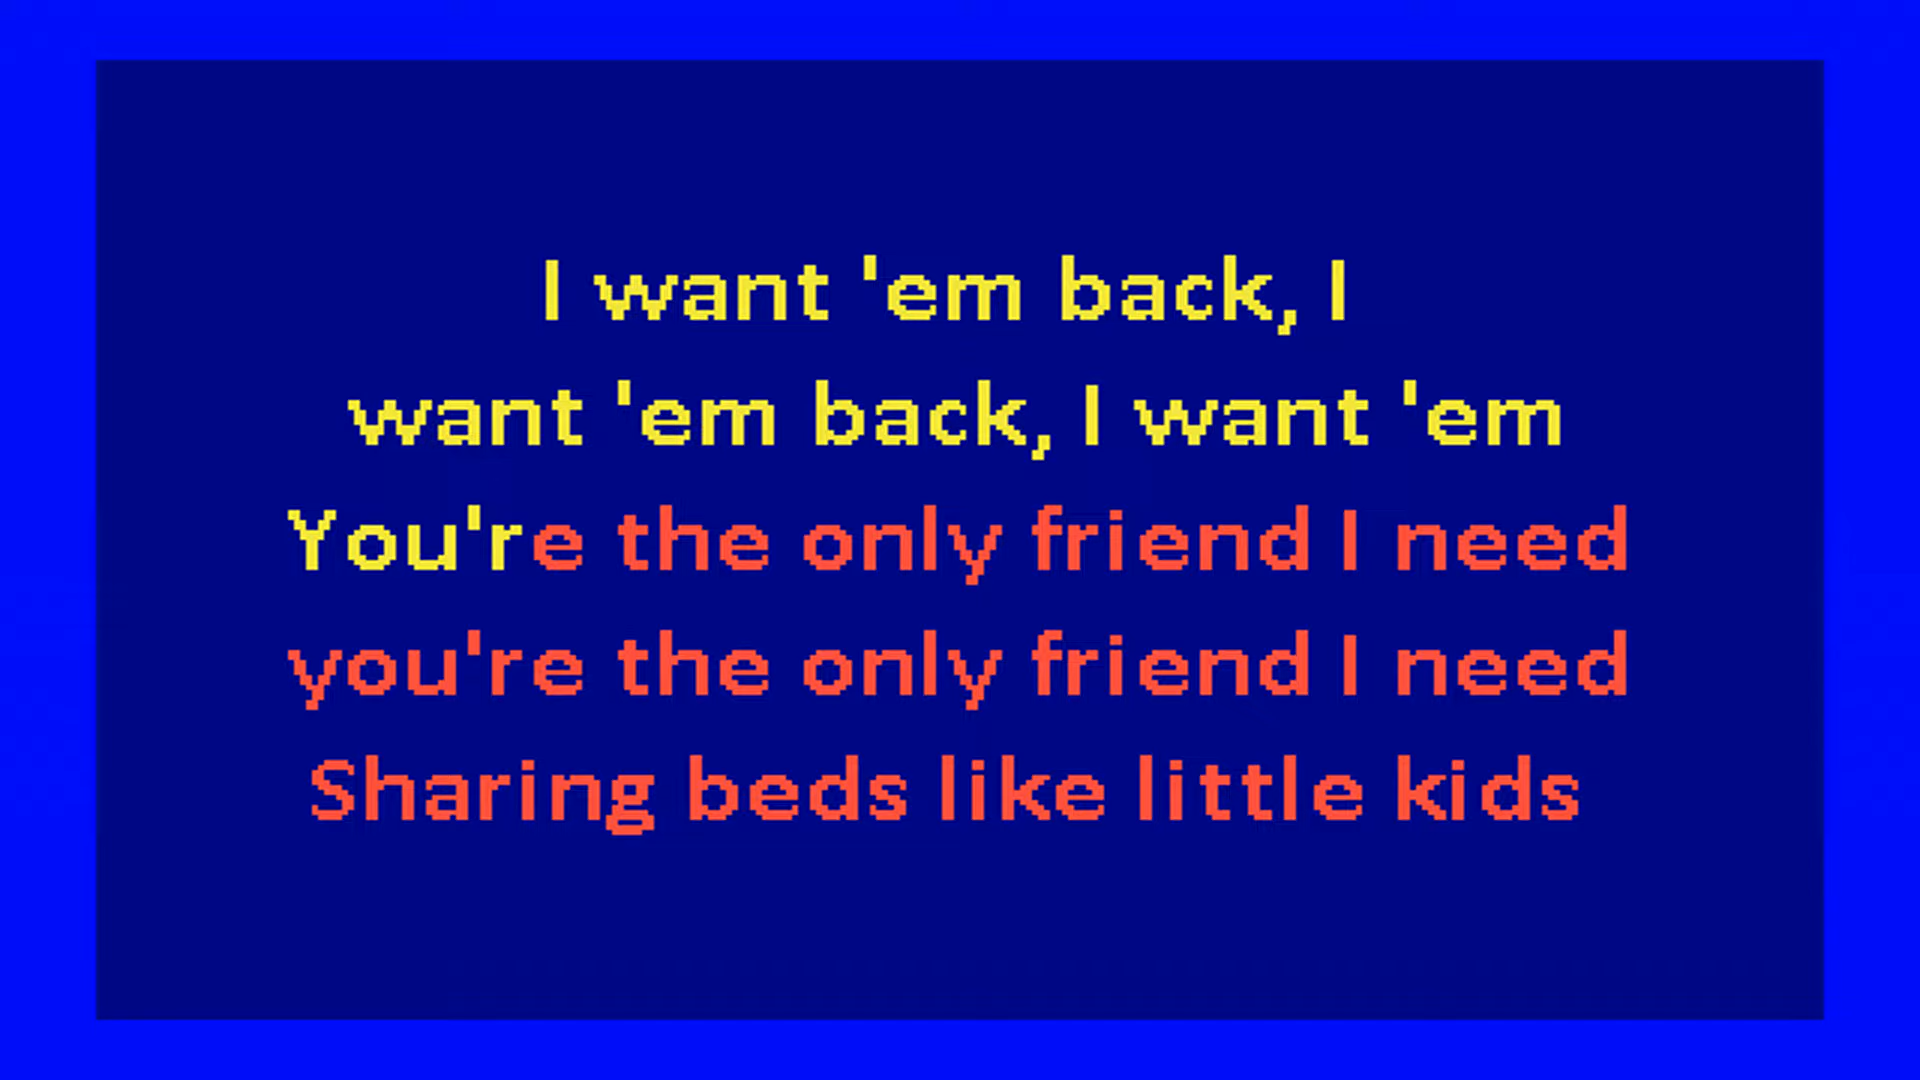 I want 'em back, I
want 'em back, I want 'em
You're the only friend I need
you're the only friend I need
Sharing beds like little kids